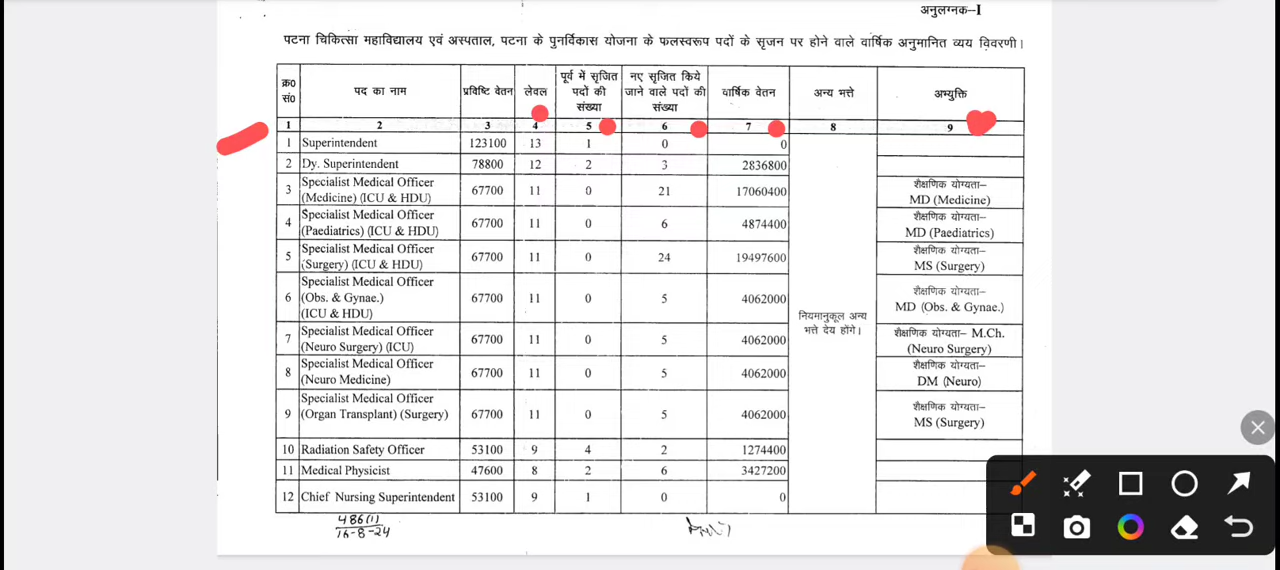 अनुलग्नक–I
पटना चिकित्सा महाविद्यालय एवं अस्पताल, पटना के पुनर्विकास योजना के फलस्वरूप पदों के सृजन पर होने वाले वार्षिक अनुमानित व्यय विवरणी।
क्र० सं० पद का नाम प्रविष्टि वेतन लेवल पूर्व में सृजित पदों की संख्या नए सृजित किये जाने वाले पदों की संख्या वार्षिक वेतन अन्य भत्ते अभ्युक्ति
1 2 3 4 5 6 7 8 9
1 Superintendent 123100 13 1 0 0
2 Dy. Superintendent 78800 12 2 3 2836800
3 Specialist Medical Officer (Medicine) (ICU & HDU) 67700 11 0 21 17060400 शैक्षणिक योग्यता– MD (Medicine)
4 Specialist Medical Officer (Paediatrics) (ICU & HDU) 67700 11 0 6 4874400 शैक्षणिक योग्यता– MD (Paediatrics)
5 Specialist Medical Officer (Surgery) (ICU & HDU) 67700 11 0 24 19497600 शैक्षणिक योग्यता– MS (Surgery)
6 Specialist Medical Officer (Obs. & Gynae.) (ICU & HDU) 67700 11 0 5 4062000 शैक्षणिक योग्यता– MD (Obs. & Gynae.)
नियमानुकूल अन्य भत्ते देय होंगे।
7 Specialist Medical Officer (Neuro Surgery) (ICU) 67700 11 0 5 4062000 शैक्षणिक योग्यता– M.Ch. (Neuro Surgery)
8 Specialist Medical Officer (Neuro Medicine) 67700 11 0 5 4062000 शैक्षणिक योग्यता– DM (Neuro)
9 Specialist Medical Officer (Organ Transplant) (Surgery) 67700 11 0 5 4062000 शैक्षणिक योग्यता– MS (Surgery)
10 Radiation Safety Officer 53100 9 4 2 1274400
11 Medical Physicist 47600 8 2 6 3427200
12 Chief Nursing Superintendent 53100 9 1 0 0
486(1)
16-8-24